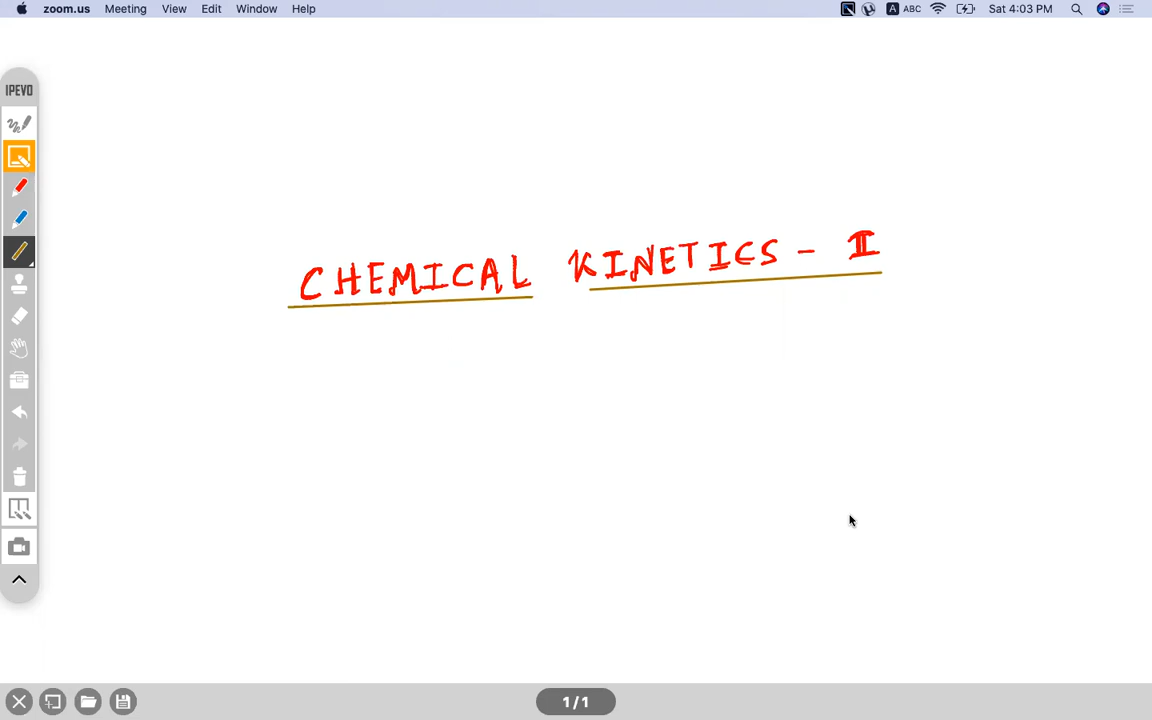 zoom.us Meeting View Edit Window Help A ABC Sat 4:03 PM
IPEVO
CHEMICAL KINETICS - II
1/1